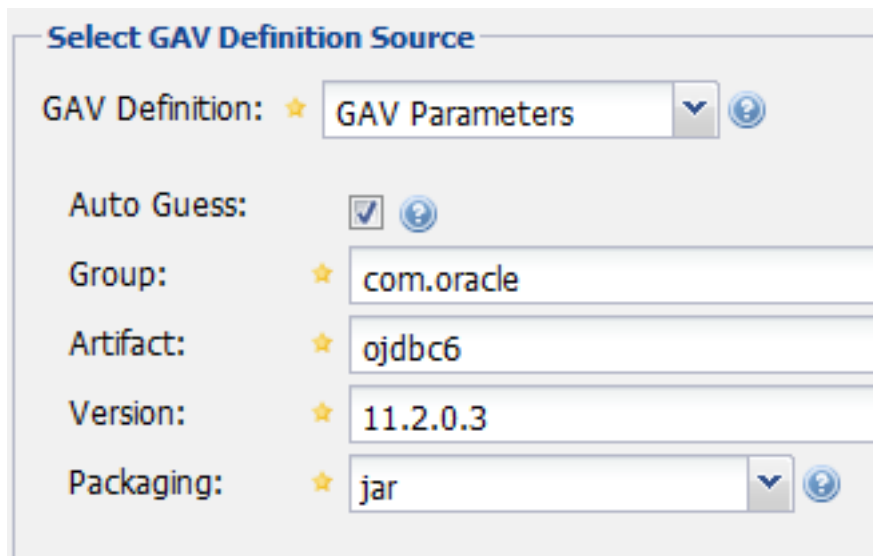 Select GAV Definition Source
GAV Definition: GAV Parameters
Auto Guess:
Group: com.oracle
Artifact: ojdbc6
Version: 11.2.0.3
Packaging: jar